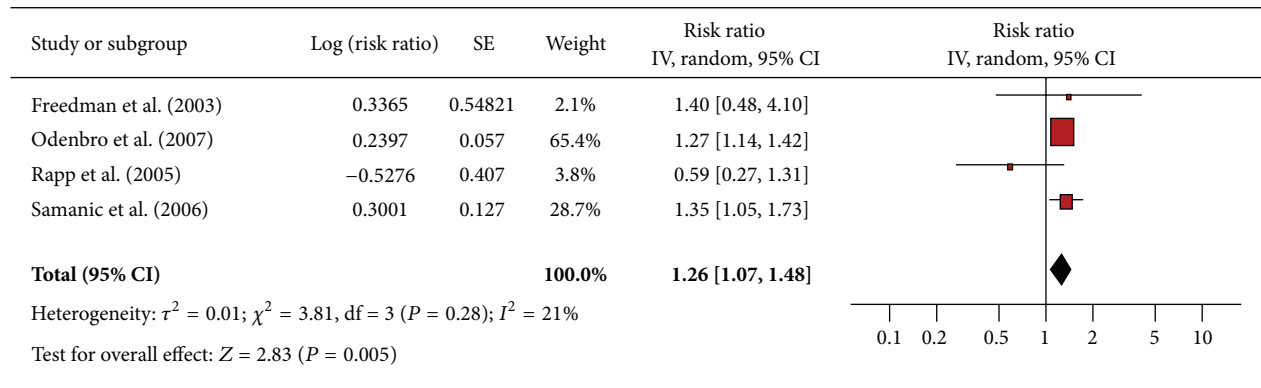 Study or subgroup Log (risk ratio) SE Weight Risk ratio IV, random, 95% CI Risk ratio IV, random, 95% CI
Freedman et al. (2003) 0.3365 0.54821 2.1% 1.40 [0.48, 4.10]
Odenbro et al. (2007) 0.2397 0.057 65.4% 1.27 [1.14, 1.42]
Rapp et al. (2005) −0.5276 0.407 3.8% 0.59 [0.27, 1.31]
Samanic et al. (2006) 0.3001 0.127 28.7% 1.35 [1.05, 1.73]
Total (95% CI) 100.0% 1.26 [1.07, 1.48]
Heterogeneity: τ² = 0.01; χ² = 3.81, df = 3 (P = 0.28); I² = 21%
Test for overall effect: Z = 2.83 (P = 0.005)
0.1 0.2 0.5 1 2 5 10